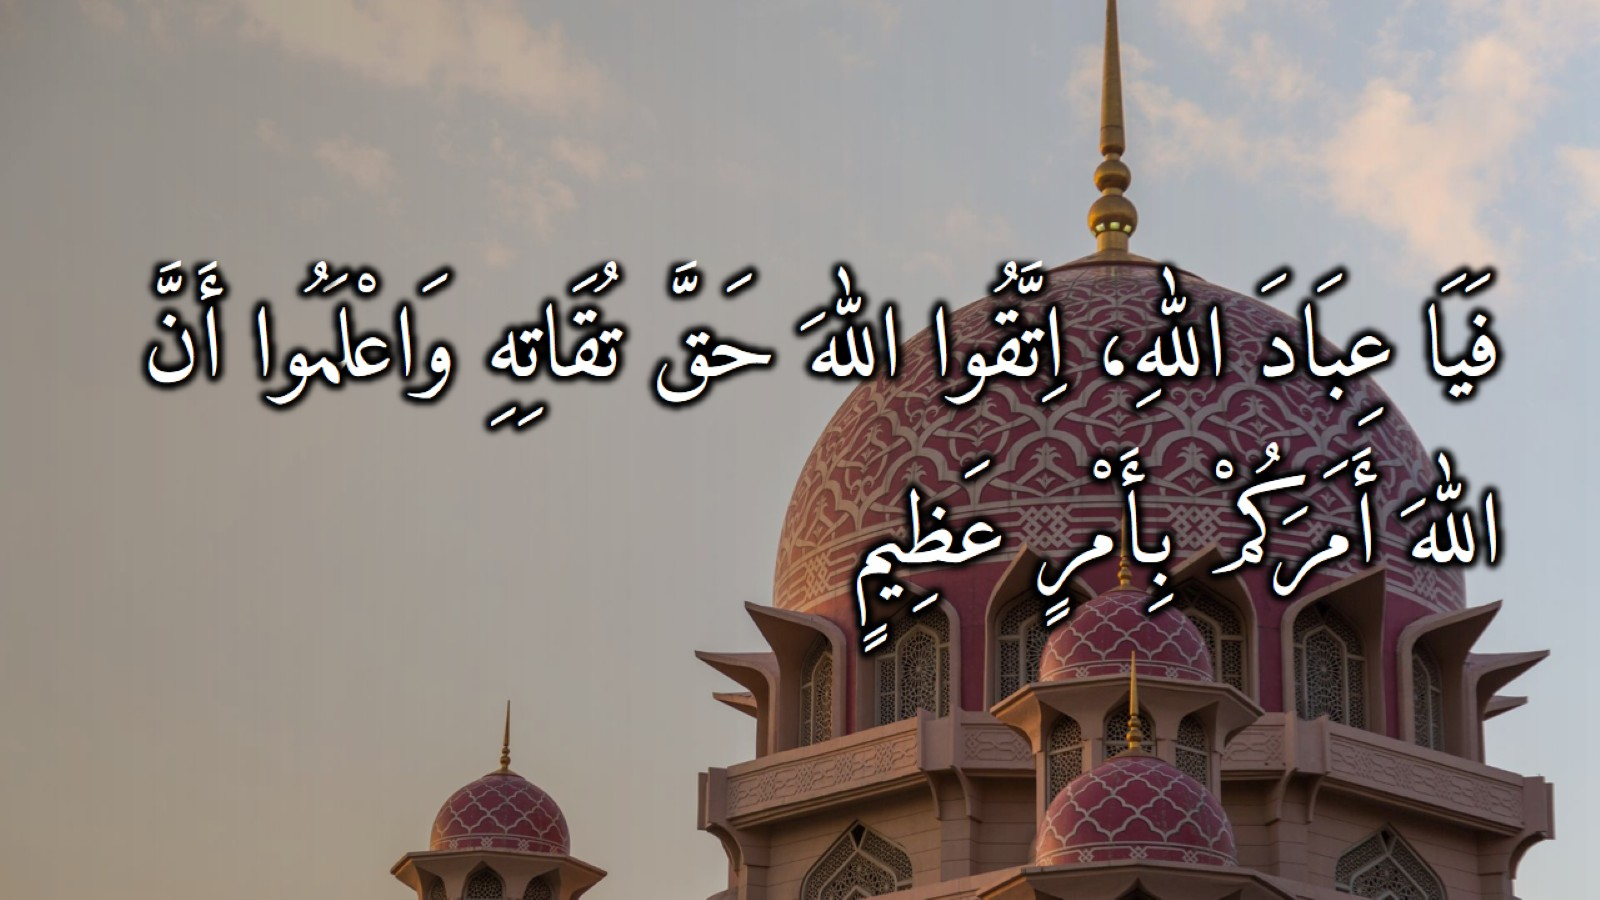 فَيَا عِبَادَ اللهِ، اِتَّقُوا اللهَ حَقَّ تُقَاتِهِ وَاعْلَمُوا أَنَّ
اللهَ أَمَرَكُمْ بِأَمْرٍ عَظِيمٍ